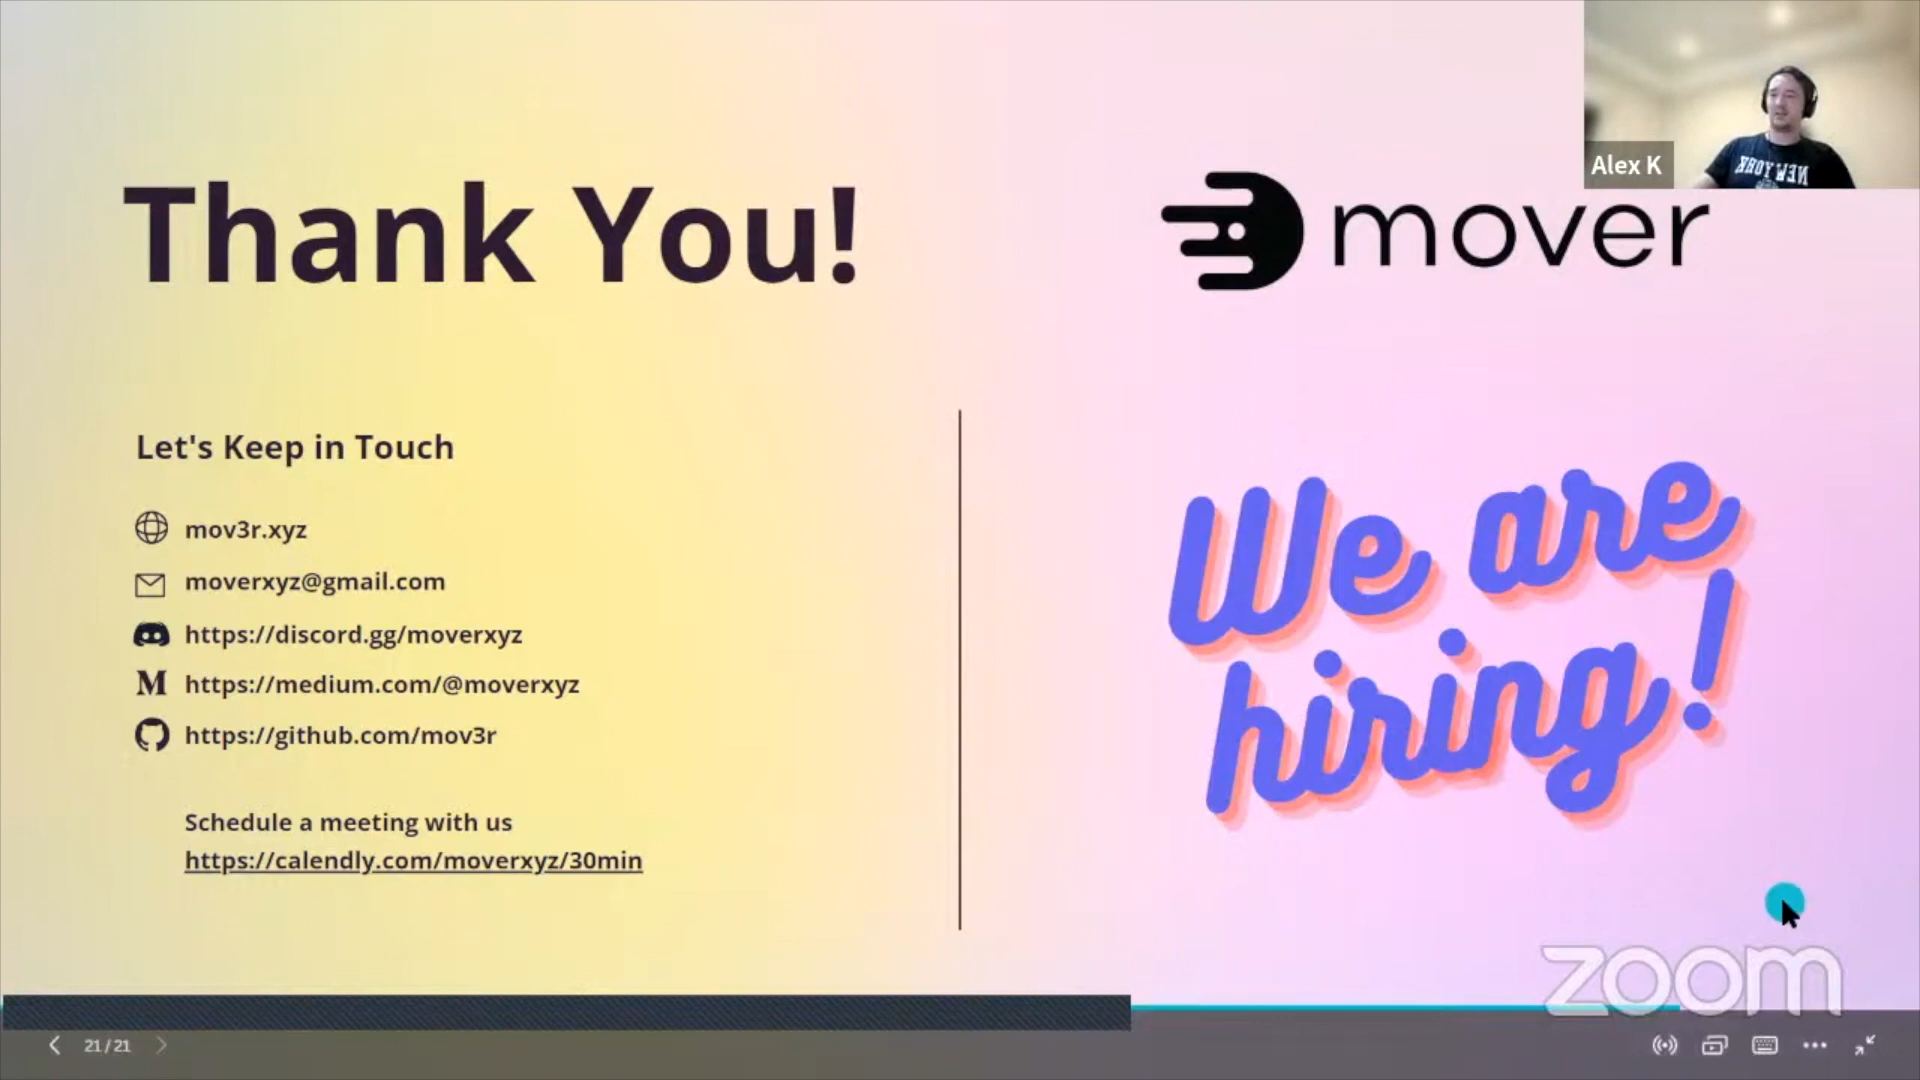 Thank You!
mover
Alex K
NEW YORK
Let's Keep in Touch
mov3r.xyz
moverxyz@gmail.com
https://discord.gg/moverxyz
M https://medium.com/@moverxyz
https://github.com/mov3r
Schedule a meeting with us
https://calendly.com/moverxyz/30min
We are
hiring!
zoom
21/21